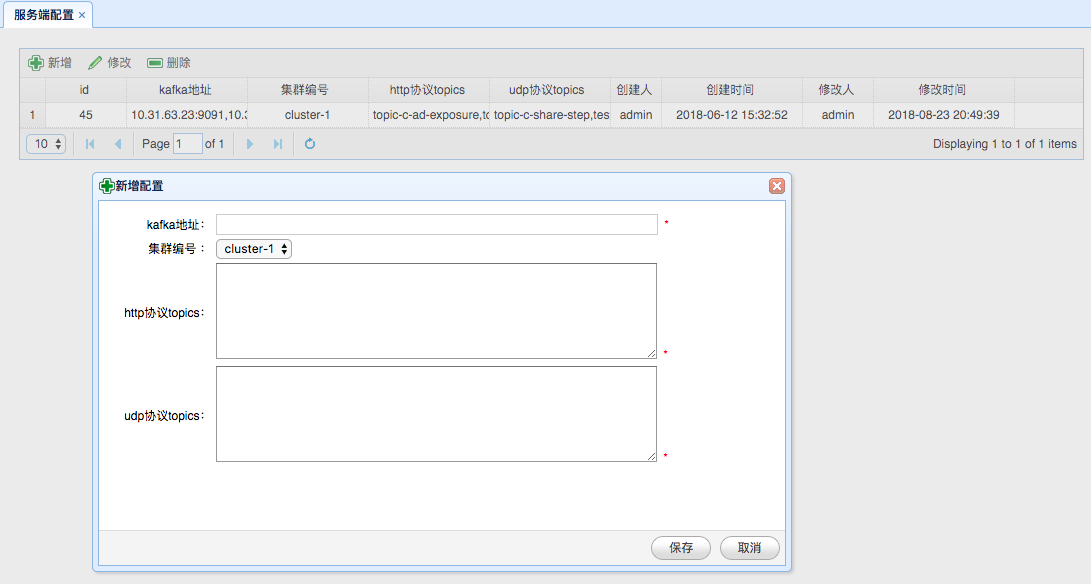 服务端配置 ×
新增 修改 删除
id kafka地址 集群编号 http协议topics udp协议topics 创建人 创建时间 修改人 修改时间
1 45 10.31.63.23:9091,10.3 cluster-1 topic-c-ad-exposure,to topic-c-share-step,tes admin 2018-06-12 15:32:52 admin 2018-08-23 20:49:39
10 Page 1 of 1 Displaying 1 to 1 of 1 items
新增配置
kafka地址： *
集群编号： cluster-1
http协议topics： *
udp协议topics： *
保存 取消